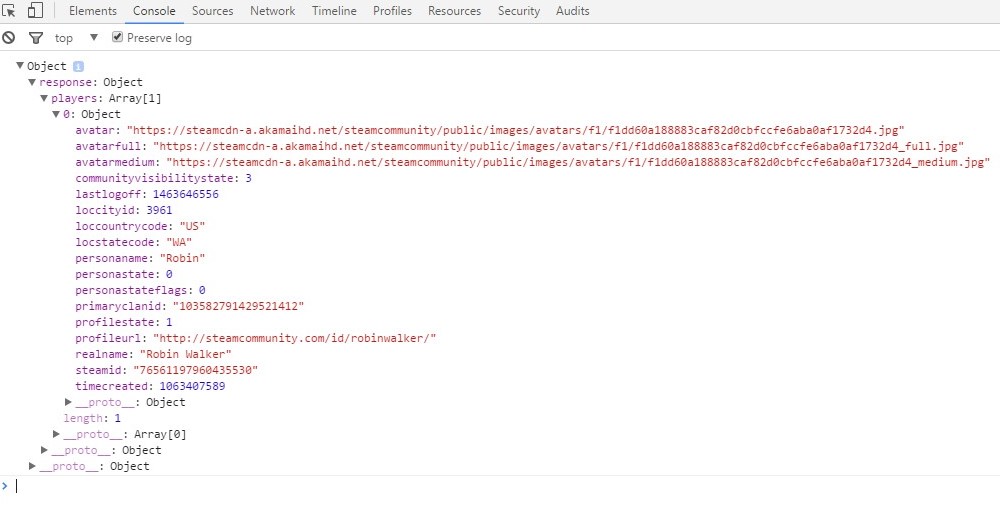 Elements Console Sources Network Timeline Profiles Resources Security Audits
top Preserve log
Object i
response: Object
players: Array[1]
0: Object
avatar: "https://steamcdn-a.akamaihd.net/steamcommunity/public/images/avatars/f1/f1dd60a188883caf82d0cbfccfe6aba0af1732d4.jpg"
avatarfull: "https://steamcdn-a.akamaihd.net/steamcommunity/public/images/avatars/f1/f1dd60a188883caf82d0cbfccfe6aba0af1732d4_full.jpg"
avatarmedium: "https://steamcdn-a.akamaihd.net/steamcommunity/public/images/avatars/f1/f1dd60a188883caf82d0cbfccfe6aba0af1732d4_medium.jpg"
communityvisibilitystate: 3
lastlogoff: 1463646556
loccityid: 3961
loccountrycode: "US"
locstatecode: "WA"
personaname: "Robin"
personastate: 0
personastateflags: 0
primaryclanid: "103582791429521412"
profilestate: 1
profileurl: "http://steamcommunity.com/id/robinwalker/"
realname: "Robin Walker"
steamid: "76561197960435530"
timecreated: 1063407589
__proto__: Object
length: 1
__proto__: Array[0]
__proto__: Object
__proto__: Object